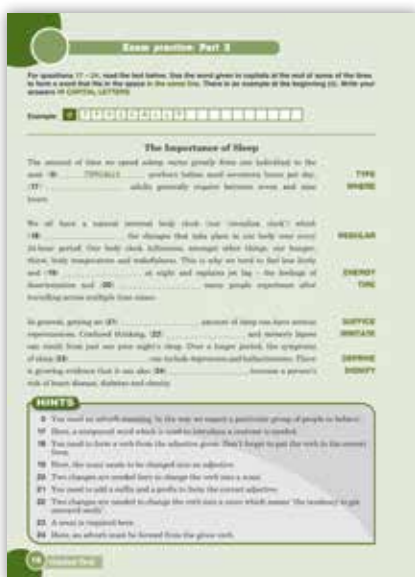 Exam practice: Part 3
For questions 17 – 24, read the text below. Use the word given in capitals at the end of some of the lines
to form a word that fits in the space in the same line. There is an example at the beginning (0). Write your
answers IN CAPITAL LETTERS.
Example: 0 TYPICALLY
The Importance of Sleep
The amount of time we spend asleep varies greatly from one individual to the
next. (0) TYPICALLY newborn babies need seventeen hours per day, TYPE
(17) adults generally require between seven and nine WHERE
hours.
We all have a natural internal body clock (our 'circadian clock') which
(18) the changes that take place in our body over every REGULAR
24-hour period. Our body clock influences, amongst other things, our hunger,
thirst, body temperature and wakefulness. This is why we tend to feel less lively
and (19) at night and explains jet lag – the feelings of ENERGY
disorientation and (20) many people experience after TIRE
travelling across multiple time zones.
In general, getting an (21) amount of sleep can have serious SUFFICE
repercussions. Confused thinking, (22) and memory lapses IRRITATE
can result from just one poor night's sleep. Over a longer period, the symptoms
of sleep (23) can include depression and hallucinations. There DEPRIVE
is growing evidence that it can also (24) increase a person's
risk of heart disease, diabetes and obesity.
HINTS
0 You need an adverb meaning 'in the way we expect a particular group of people to behave'.
17 Here, a compound word which is used to introduce a contrast is needed.
18 You need to form a verb from the adjective given. Don't forget to put the verb in the correct
form.
19 Here, the noun needs to be changed into an adjective.
20 Two changes are needed here to change the verb into a noun.
21 You need to add a suffix and a prefix to form the correct adjective.
22 Two changes are needed to change the verb into a noun which means 'the tendency to get
annoyed easily'.
23 A noun is required here.
24 Here, an adverb must be formed from the given verb.